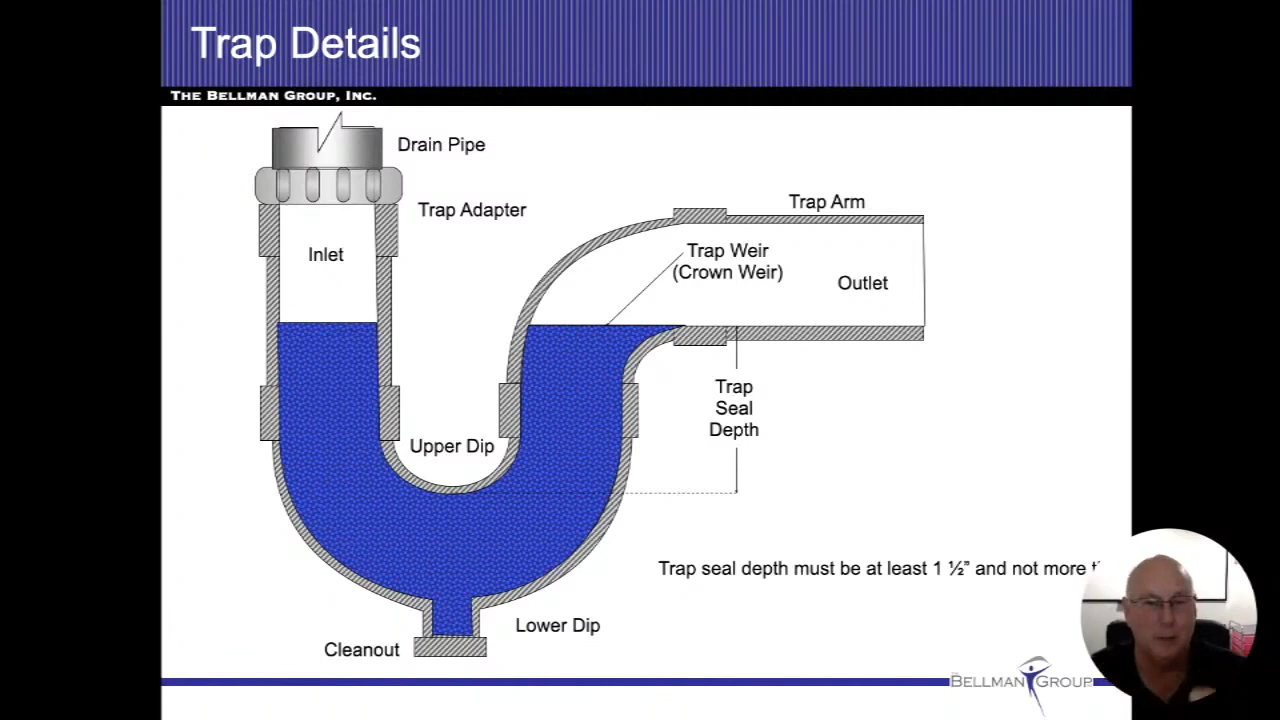 Trap Details
THE BELLMAN GROUP, INC.
Drain Pipe
Trap Adapter
Inlet
Trap Arm
Trap Weir
(Crown Weir)
Outlet
Trap
Seal
Depth
Upper Dip
Trap seal depth must be at least 1 ½” and not more
Lower Dip
Cleanout
THE
BELLMAN GROUP